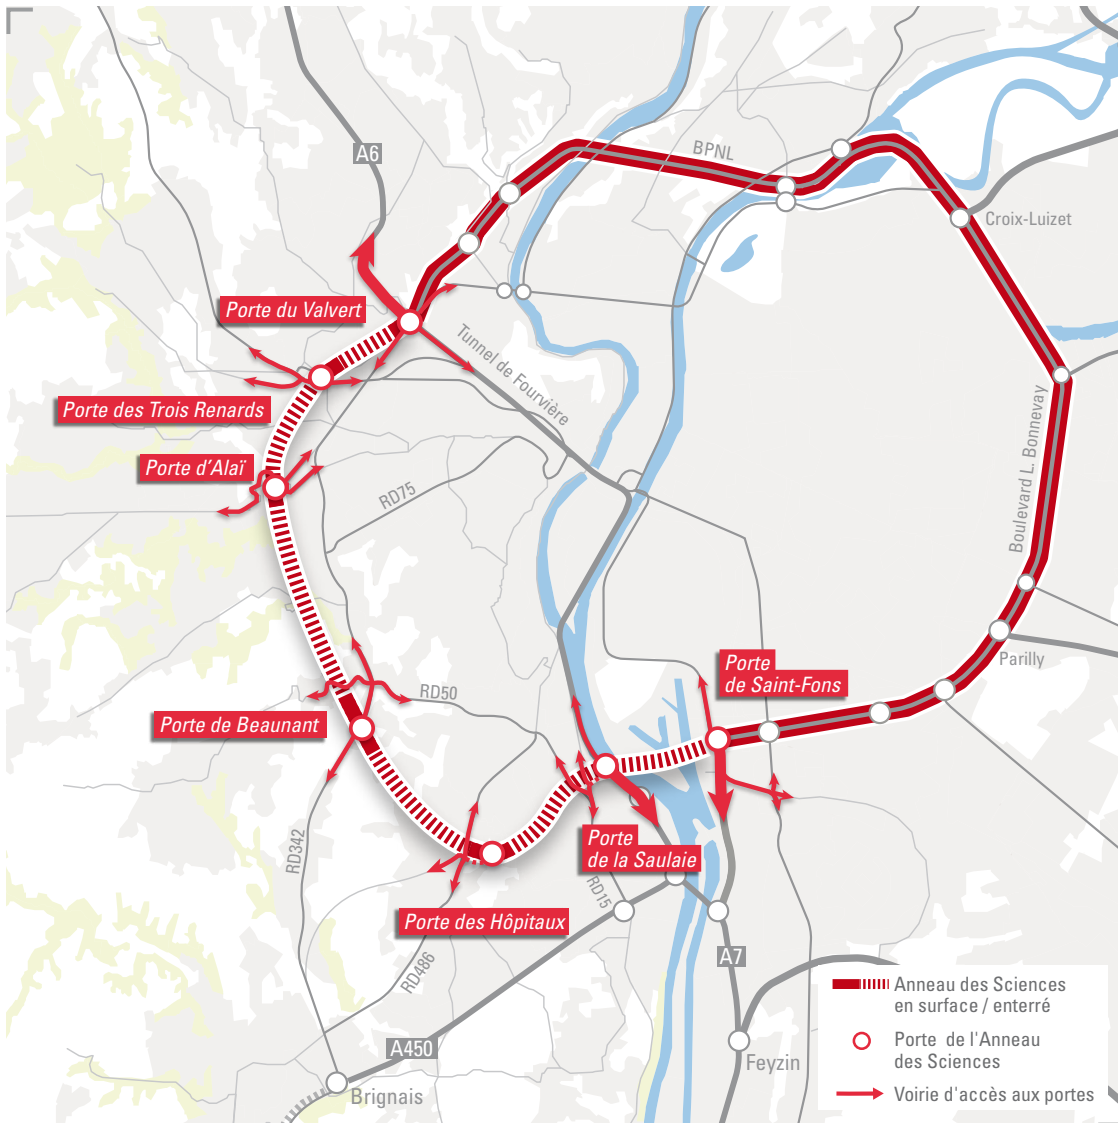 A6
BPNL
Croix-Luizet
Porte du Valvert
Tunnel de Fourvière
Porte des Trois Renards
Boulevard L. Bonnevay
Porte d'Alaï
RD75
Parilly
Porte
de Saint-Fons
RD50
Porte de Beaunant
Porte
de la Saulaie
RD342
RD15
Porte des Hôpitaux
RD486
A7
A450
Feyzin
Brignais
Anneau des Sciences
en surface / enterré
Porte de l'Anneau
des Sciences
Voirie d'accès aux portes